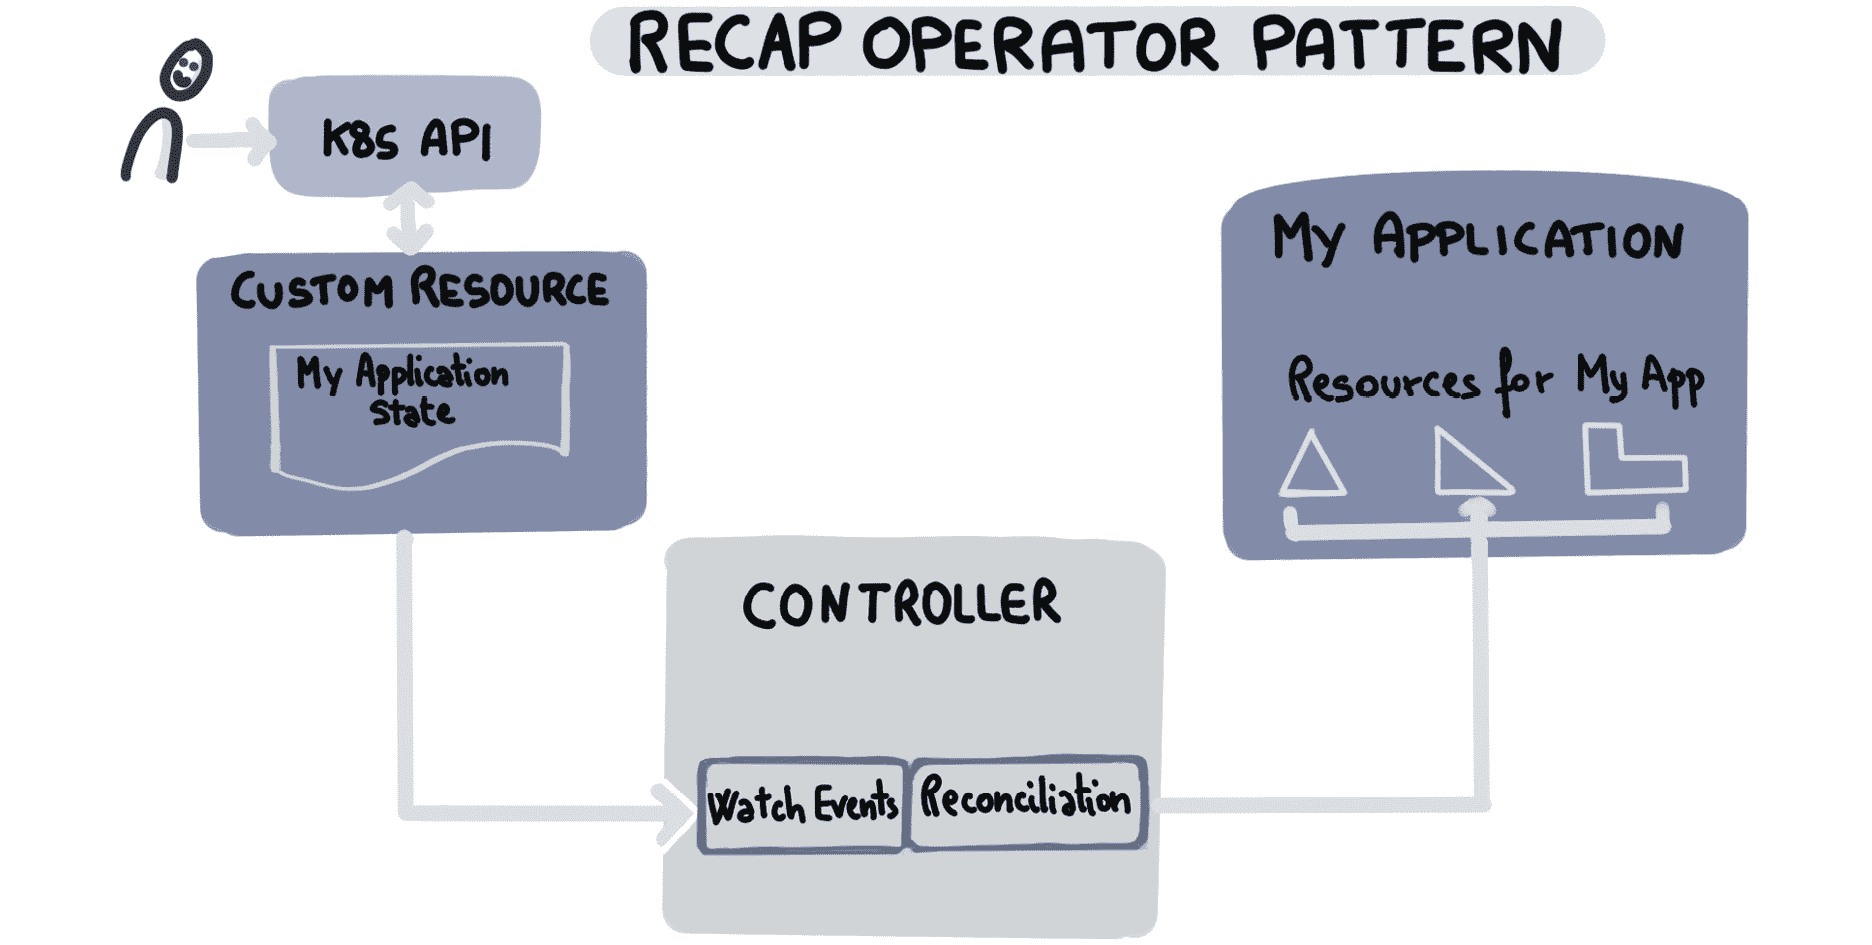 RECAP OPERATOR PATTERN
K8s API
CUSTOM RESOURCE
My Application
state
CONTROLLER
Watch Events
Reconciliation
MY APPLICATION
Resources for My App